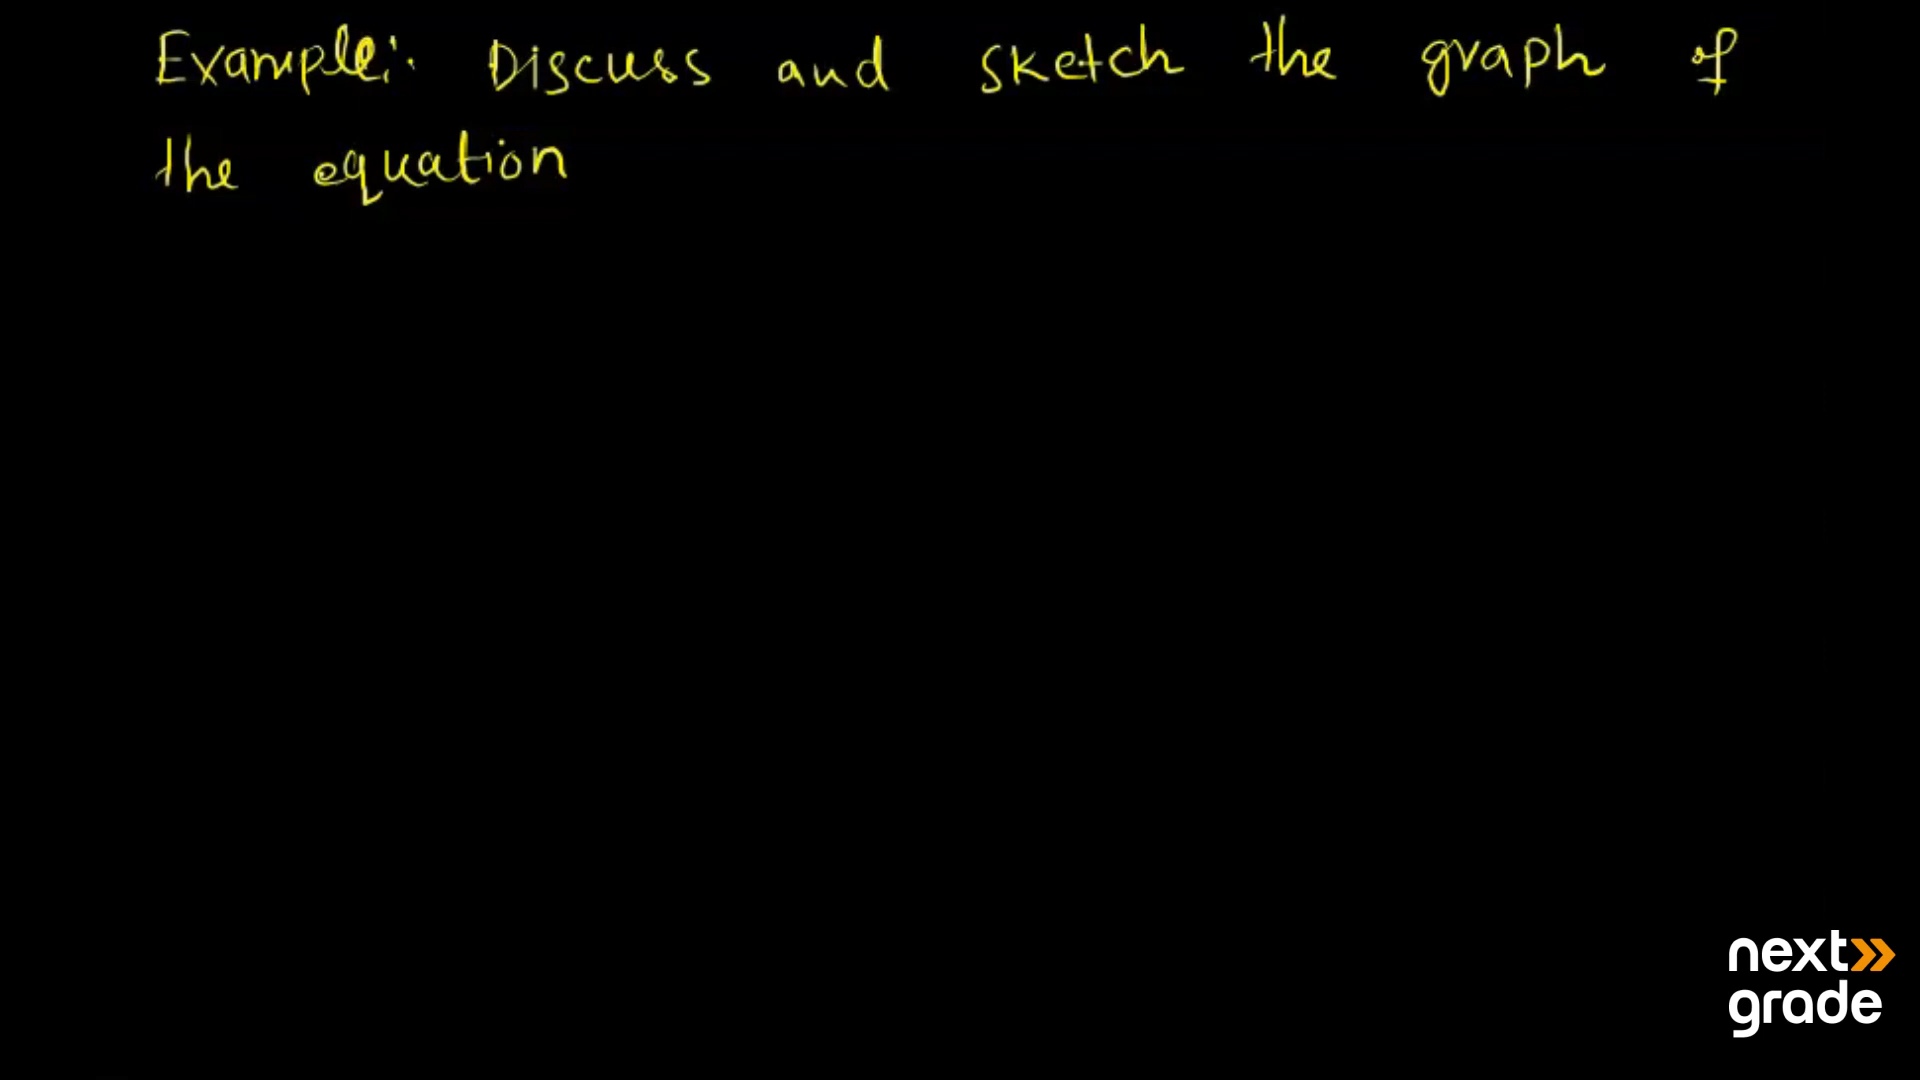 Example:. Discuss and sketch the graph of
the equation
next
grade